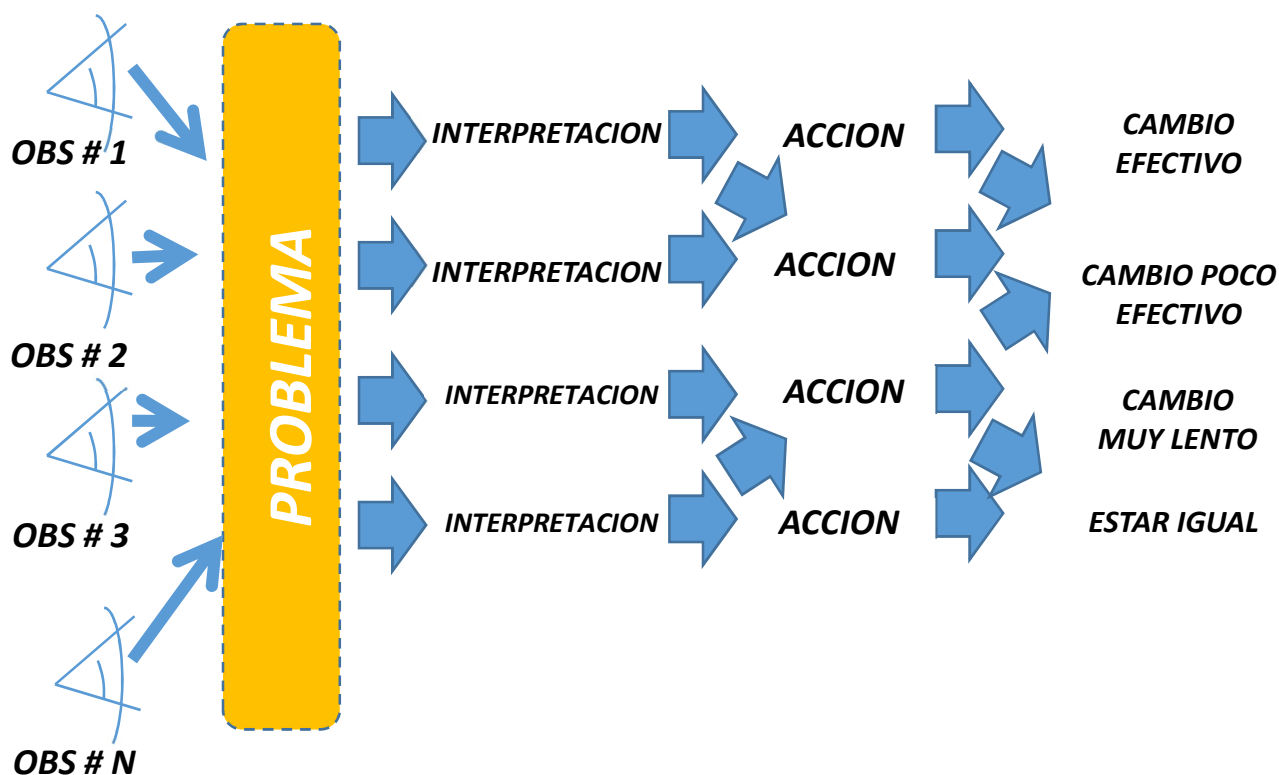 OBS # 1
OBS # 2
OBS # 3
OBS # N
PROBLEMA
INTERPRETACION
ACCION
CAMBIO
EFECTIVO
INTERPRETACION
ACCION
CAMBIO POCO
EFECTIVO
INTERPRETACION
ACCION
CAMBIO
MUY LENTO
INTERPRETACION
ACCION
ESTAR IGUAL